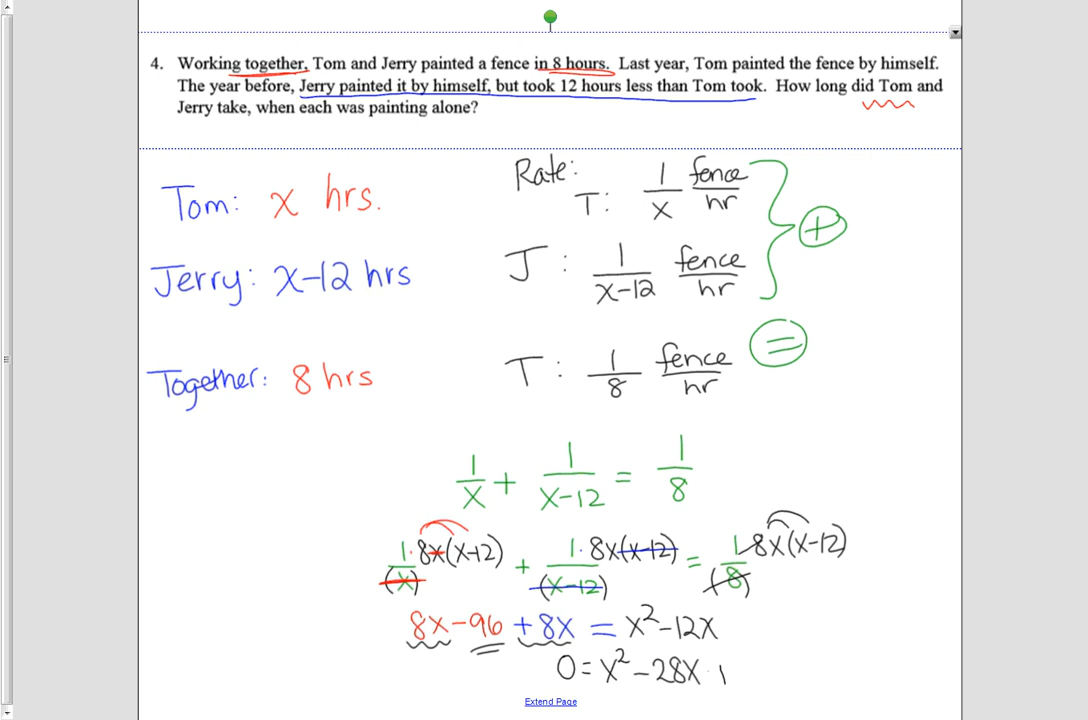 4. Working together, Tom and Jerry painted a fence in 8 hours. Last year, Tom painted the fence by himself.
The year before, Jerry painted it by himself, but took 12 hours less than Tom took. How long did Tom and
Jerry take, when each was painting alone?
Tom: x hrs.
Rate:
T: 1/x fence/hr
+
Jerry: x-12 hrs
J: 1/(x-12) fence/hr
=
Together: 8 hrs
T: 1/8 fence/hr
1/x + 1/(x-12) = 1/8
1·8x(x-12)/(x) + 1·8x(x-12)/(x-12) = 1·8x(x-12)/(8)
8x - 96 + 8x = x² - 12x
0 = x² - 28x
Extend Page